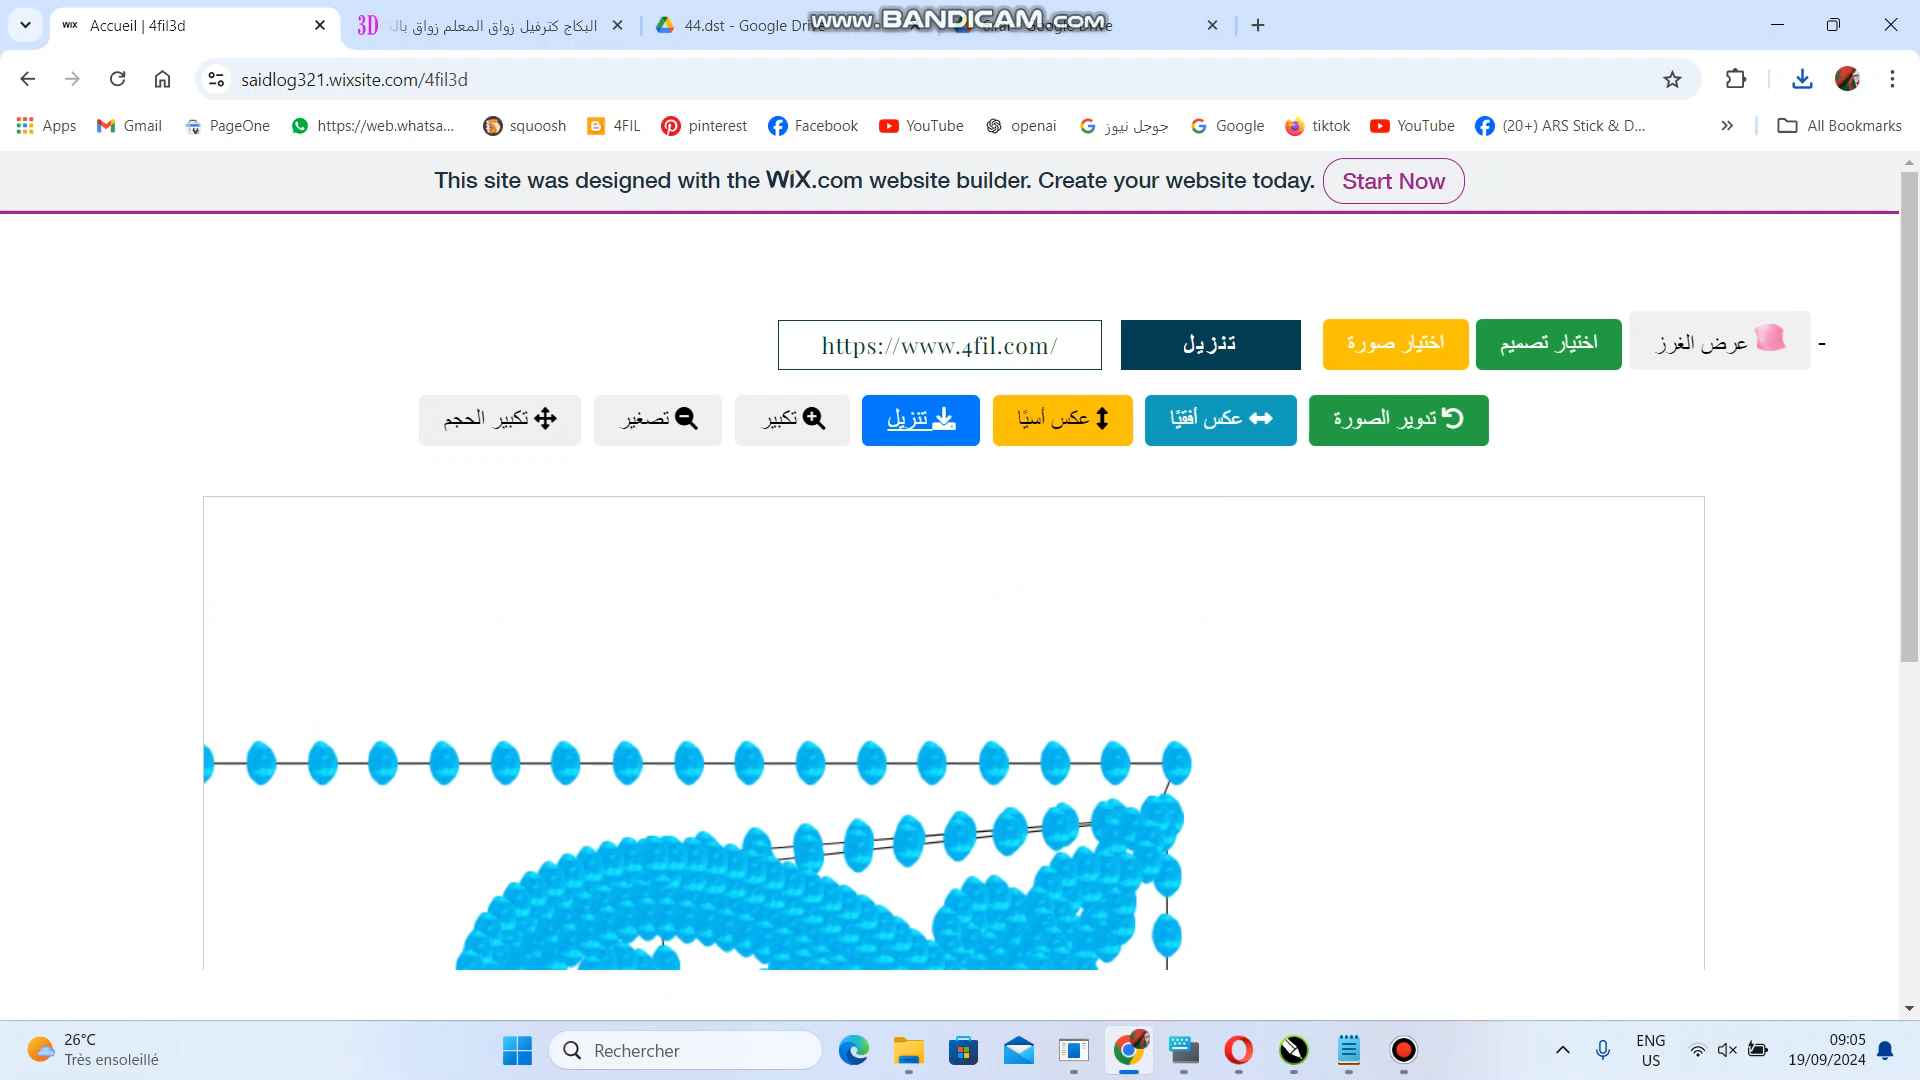 Accueil | 4fil3d
3D البكاج كترفيل زواق المعلم زواق بال
44.dst - Google Drive
www.BANDICAM.com
Google Drive
saidlog321.wixsite.com/4fil3d
Apps
Gmail
PageOne
https://web.whatsa...
squoosh
4FIL
pinterest
Facebook
YouTube
openai
جوجل نيوز
Google
tiktok
YouTube
(20+) ARS Stick & D...
All Bookmarks
This site was designed with the WiX.com website builder. Create your website today.
Start Now
https://www.4fil.com/
تنزيل
اختيار صورة
اختيار تصميم
عرض الغرز
-
تكبير الحجم
تصغير
تكبير
تنزيل
عكس أسيًا
عكس أفقيًا
تدوير الصورة
26°C
Très ensoleillé
Rechercher
ENG
US
09:05
19/09/2024